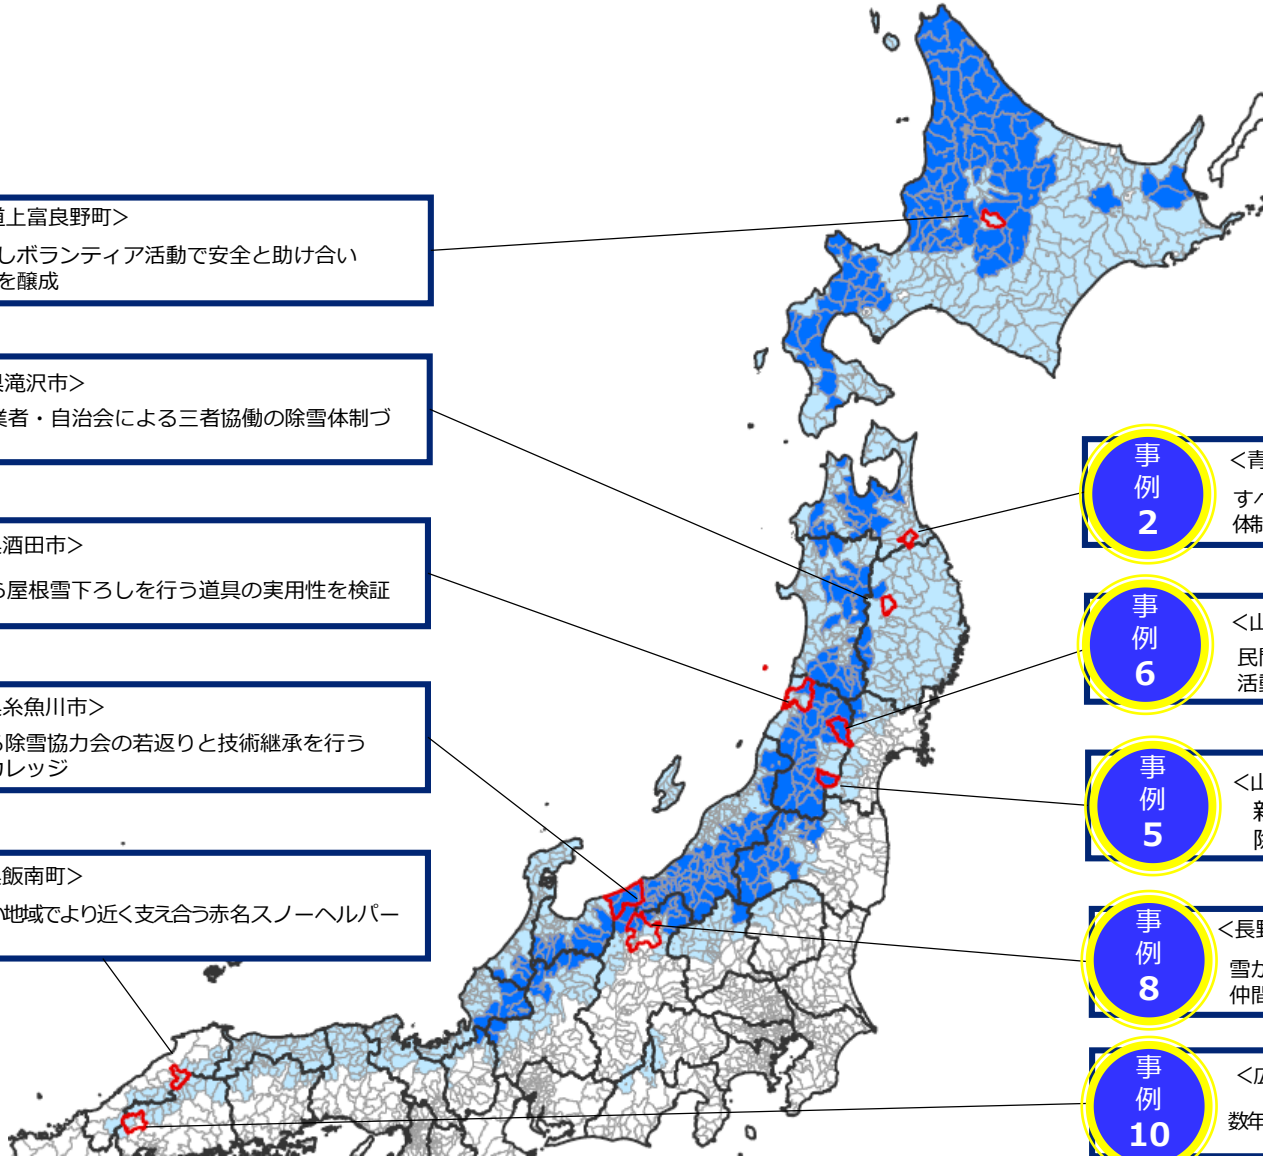 道上富良野町＞
しボランティア活動で安全と助け合い
を醸成
県滝沢市＞
業者・自治会による三者協働の除雪体制づ
酒田市＞
ら屋根雪下ろしを行う道具の実用性を検証
糸魚川市＞
る除雪協力会の若返りと技術継承を行う
カレッジ
飯南町＞
い地域でより近く支え合う赤名スノーヘルパー
事例2
＜青
すべ
体制
事例6
＜山
民間
活動
事例5
＜山
新
除
事例8
＜長野
雪か
仲間
事例10
＜広
数年